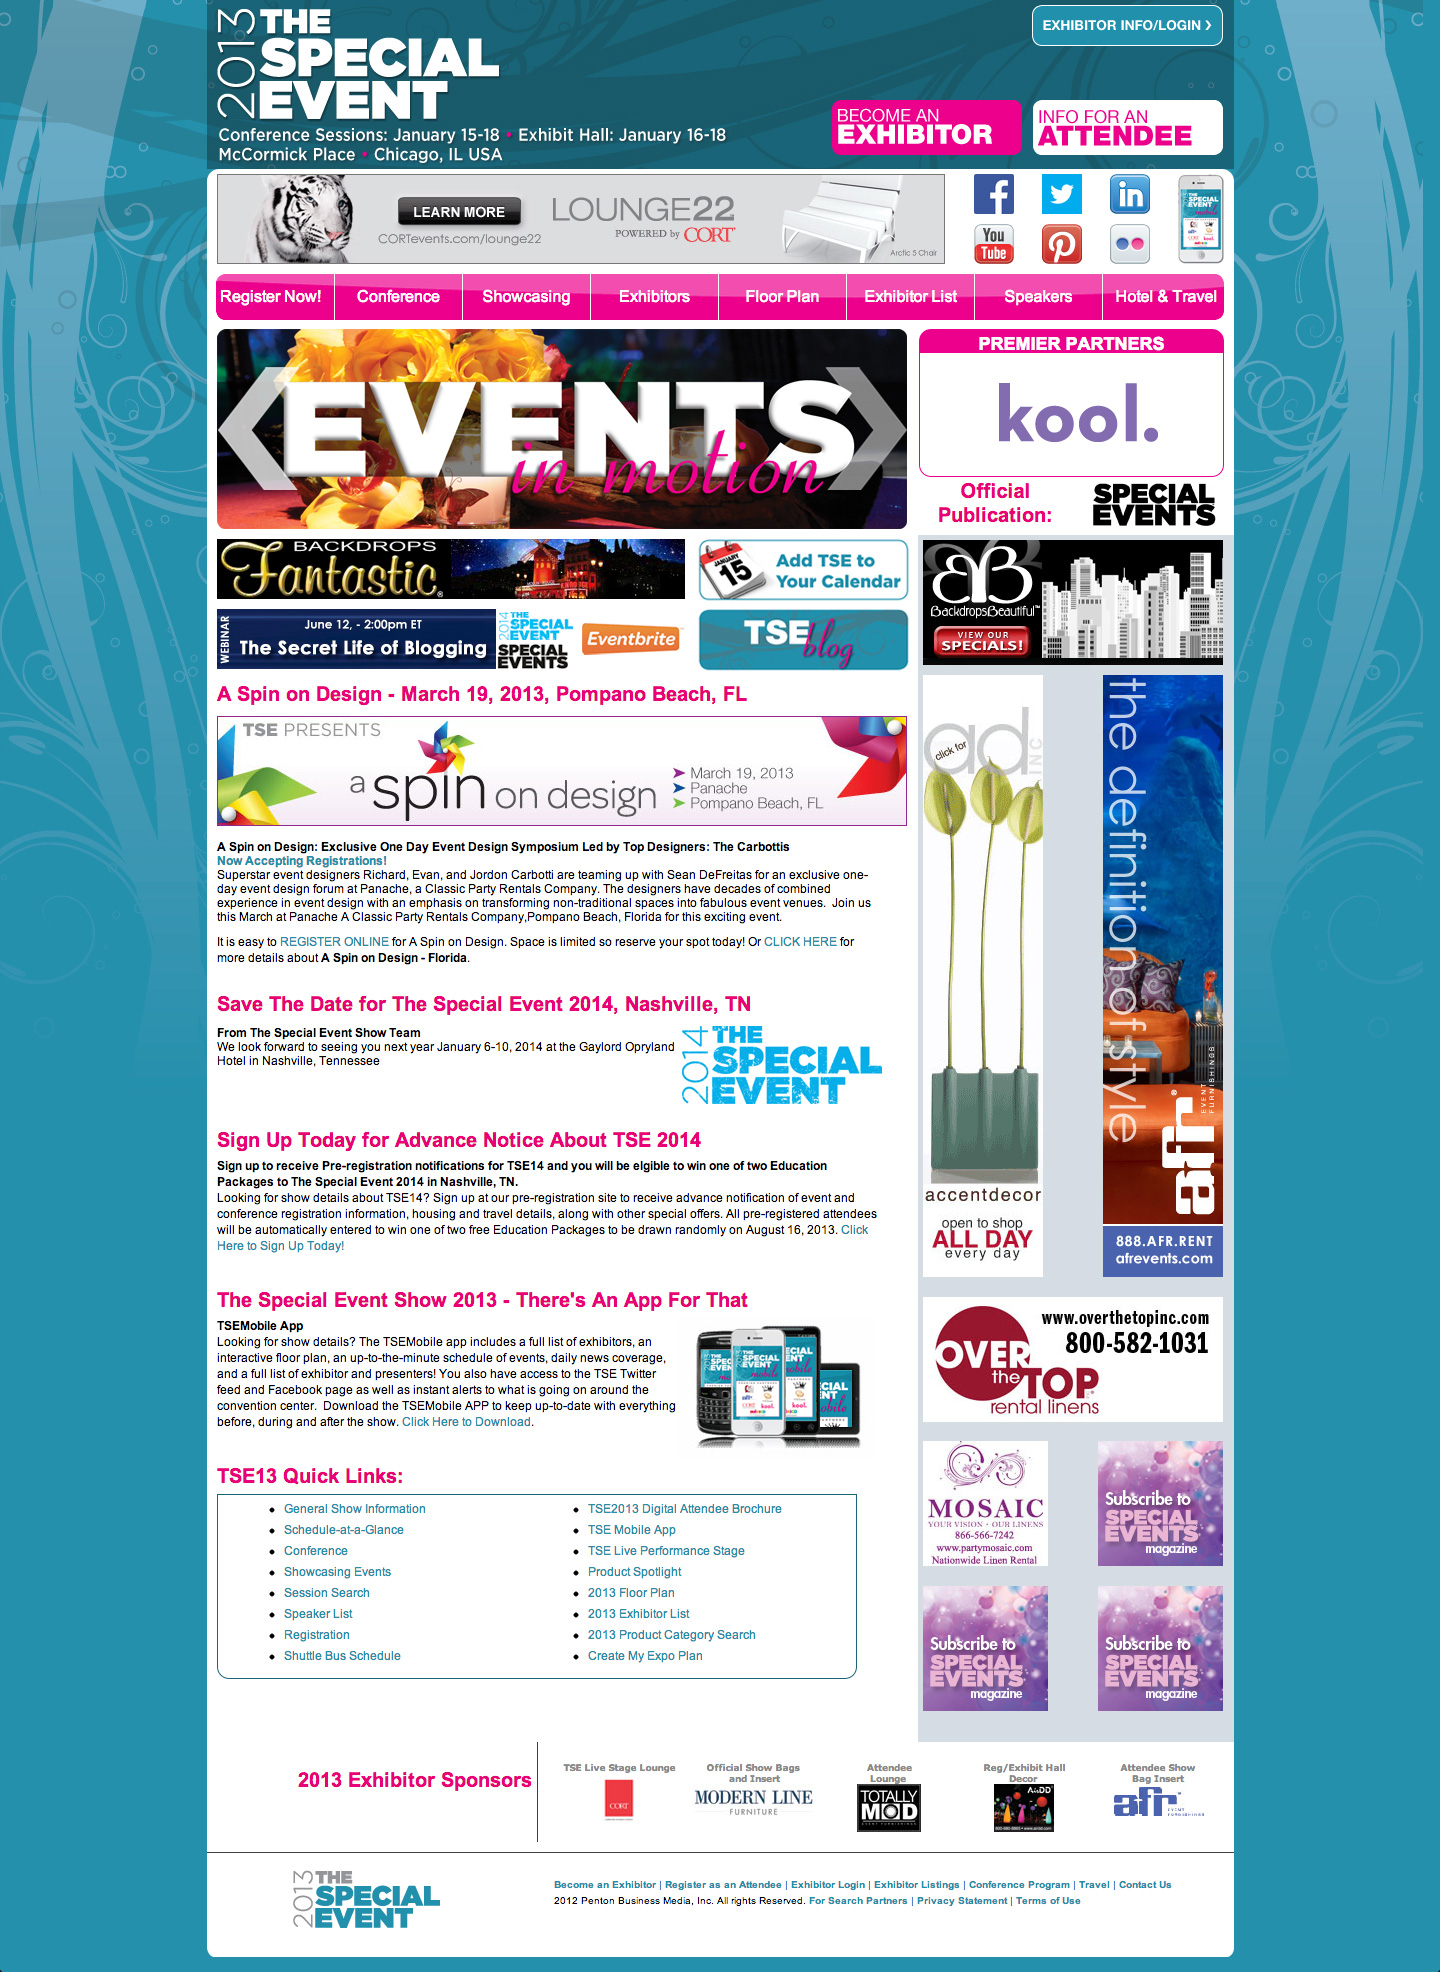 2013 THE
SPECIAL
EVENT
Conference Sessions: January 15-18 • Exhibit Hall: January 16-18
McCormick Place • Chicago, IL USA
EXHIBITOR INFO/LOGIN >
BECOME AN
EXHIBITOR
INFO FOR AN
ATTENDEE
LEARN MORE
CORTevents.com/lounge22
LOUNGE22
POWERED by CORT
Arctic 5 Chair
You
Tube
Register Now!
Conference
Showcasing
Exhibitors
Floor Plan
Exhibitor List
Speakers
Hotel & Travel
EVENTS
in motion
PREMIER PARTNERS
kool.
Official
Publication:
SPECIAL
EVENTS
BACKDROPS
Fantastic®
JANUARY
15
Add TSE to
Your Calendar
WEBINAR
June 12, - 2:00pm ET
The Secret Life of Blogging
2014 THE
SPECIAL
EVENT
SPECIAL
EVENTS
Eventbrite
TSE
blog
BackdropsBeautiful™
VIEW OUR
SPECIALS!
A Spin on Design - March 19, 2013, Pompano Beach, FL
TSE PRESENTS
a spin on design
March 19, 2013
Panache
Pompano Beach, FL
A Spin on Design: Exclusive One Day Event Design Symposium Led by Top Designers: The Carbottis
Now Accepting Registrations!
Superstar event designers Richard, Evan, and Jordon Carbotti are teaming up with Sean DeFreitas for an exclusive one-
day event design forum at Panache, a Classic Party Rentals Company. The designers have decades of combined
experience in event design with an emphasis on transforming non-traditional spaces into fabulous event venues.  Join us
this March at Panache A Classic Party Rentals Company,Pompano Beach, Florida for this exciting event.
It is easy to REGISTER ONLINE for A Spin on Design. Space is limited so reserve your spot today! Or CLICK HERE for
more details about A Spin on Design - Florida.
Save The Date for The Special Event 2014, Nashville, TN
From The Special Event Show Team
We look forward to seeing you next year January 6-10, 2014 at the Gaylord Opryland
Hotel in Nashville, Tennessee
2014 THE
SPECIAL
EVENT
Sign Up Today for Advance Notice About TSE 2014
Sign up to receive Pre-registration notifications for TSE14 and you will be elgible to win one of two Education
Packages to The Special Event 2014 in Nashville, TN.
Looking for show details about TSE14? Sign up at our pre-registration site to receive advance notification of event and
conference registration information, housing and travel details, along with other special offers. All pre-registered attendees
will be automatically entered to win one of two free Education Packages to be drawn randomly on August 16, 2013. Click
Here to Sign Up Today!
The Special Event Show 2013 - There's An App For That
TSEMobile App
Looking for show details? The TSEMobile app includes a full list of exhibitors, an
interactive floor plan, an up-to-the-minute schedule of events, daily news coverage,
and a full list of exhibitor and presenters! You also have access to the TSE Twitter
feed and Facebook page as well as instant alerts to what is going on around the
convention center.  Download the TSEMobile APP to keep up-to-date with everything
before, during and after the show. Click Here to Download.
TSE13 Quick Links:
General Show Information
Schedule-at-a-Glance
Conference
Showcasing Events
Session Search
Speaker List
Registration
Shuttle Bus Schedule
TSE2013 Digital Attendee Brochure
TSE Mobile App
TSE Live Performance Stage
Product Spotlight
2013 Floor Plan
2013 Exhibitor List
2013 Product Category Search
Create My Expo Plan
click for
ad INC
accentdecor
open to shop
ALL DAY
every day
the definition of style
afr®
EVENT
FURNISHINGS
888.AFR.RENT
afrevents.com
www.overthetopinc.com
800-582-1031
OVER
the TOP
rental linens
MOSAIC
YOUR VISION • OUR LINENS
866-566-7242
www.partymosaic.com
Nationwide Linen Rental
Subscribe to
SPECIAL
EVENTS
magazine
Subscribe to
SPECIAL
EVENTS
magazine
Subscribe to
SPECIAL
EVENTS
magazine
2013 Exhibitor Sponsors
TSE Live Stage Lounge
CORT
Official Show Bags
and Insert
MODERN LINE
FURNITURE
Attendee
Lounge
TOTALLY
MOD
EVENT FURNISHINGS
Reg/Exhibit Hall
Decor
Attendee Show
Bag Insert
afr
EVENT
FURNISHINGS
2013 THE
SPECIAL
EVENT
Become an Exhibitor | Register as an Attendee | Exhibitor Login | Exhibitor Listings | Conference Program | Travel | Contact Us
2012 Penton Business Media, Inc. All rights Reserved. For Search Partners | Privacy Statement | Terms of Use